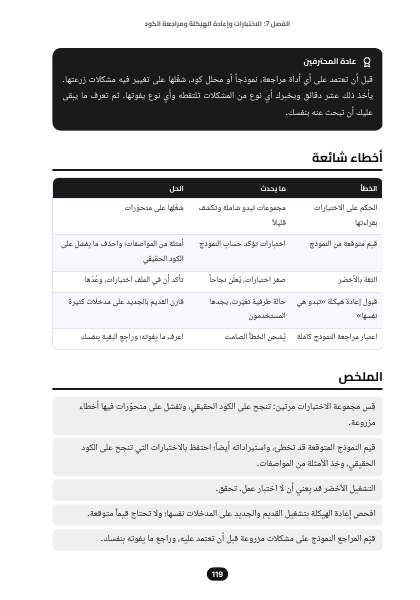 الفصل 7: الاختبارات وإعادة الهيكلة ومراجعة الكود
عادة المحترفين
قبل أن تعتمد على أي أداة مراجعة، نموذجاً أو محلل كود، شغّلها على تغيير فيه مشكلات زرعتها.
يأخذ ذلك عشر دقائق ويخبرك أي نوع من المشكلات تلتقطه وأي نوع يفوتها. ثم تعرف ما يبقى
عليك أن تبحث عنه بنفسك.
أخطاء شائعة
الخطأ ما يحدث الحل
الحكم على الاختبارات مجموعات تبدو شاملة وتكشف شغّلها على متحوّرات
بقراءتها قليلاً
قيم متوقعة من النموذج اختبارات تؤكد حساب النموذج أمثلة من المواصفات؛ واحذف ما يفشل على
الكود الحقيقي
الثقة بالأخضر صفر اختبارات، يُعلَن نجاحاً تأكد أن في الملف اختبارات، وعُدّها
قبول إعادة هيكلة «تبدو هي حالة طرفية تغيّرت، يجدها قارن القديم بالجديد على مدخلات كثيرة
نفسها» المستخدمون
اعتبار مراجعة النموذج كاملة يُشحن الخطأ الصامت اعرف ما يفوته؛ وراجع البقية بنفسك
الملخص
قِس مجموعة الاختبارات مرتين: تنجح على الكود الحقيقي، وتفشل على متحوّرات فيها أخطاء
مزروعة.
قيم النموذج المتوقعة قد تخطئ، واستيراداته أيضاً؛ احتفظ بالاختبارات التي تنجح على الكود
الحقيقي، وخذ الأمثلة من المواصفات.
التشغيل الأخضر قد يعني أن لا اختبار عمل. تحقق.
افحص إعادة الهيكلة بتشغيل القديم والجديد على المدخلات نفسها؛ ولا تحتاج قيماً متوقعة.
قيّم المراجع النموذج على مشكلات مزروعة قبل أن تعتمد عليه، وراجع ما يفوته بنفسك.
119